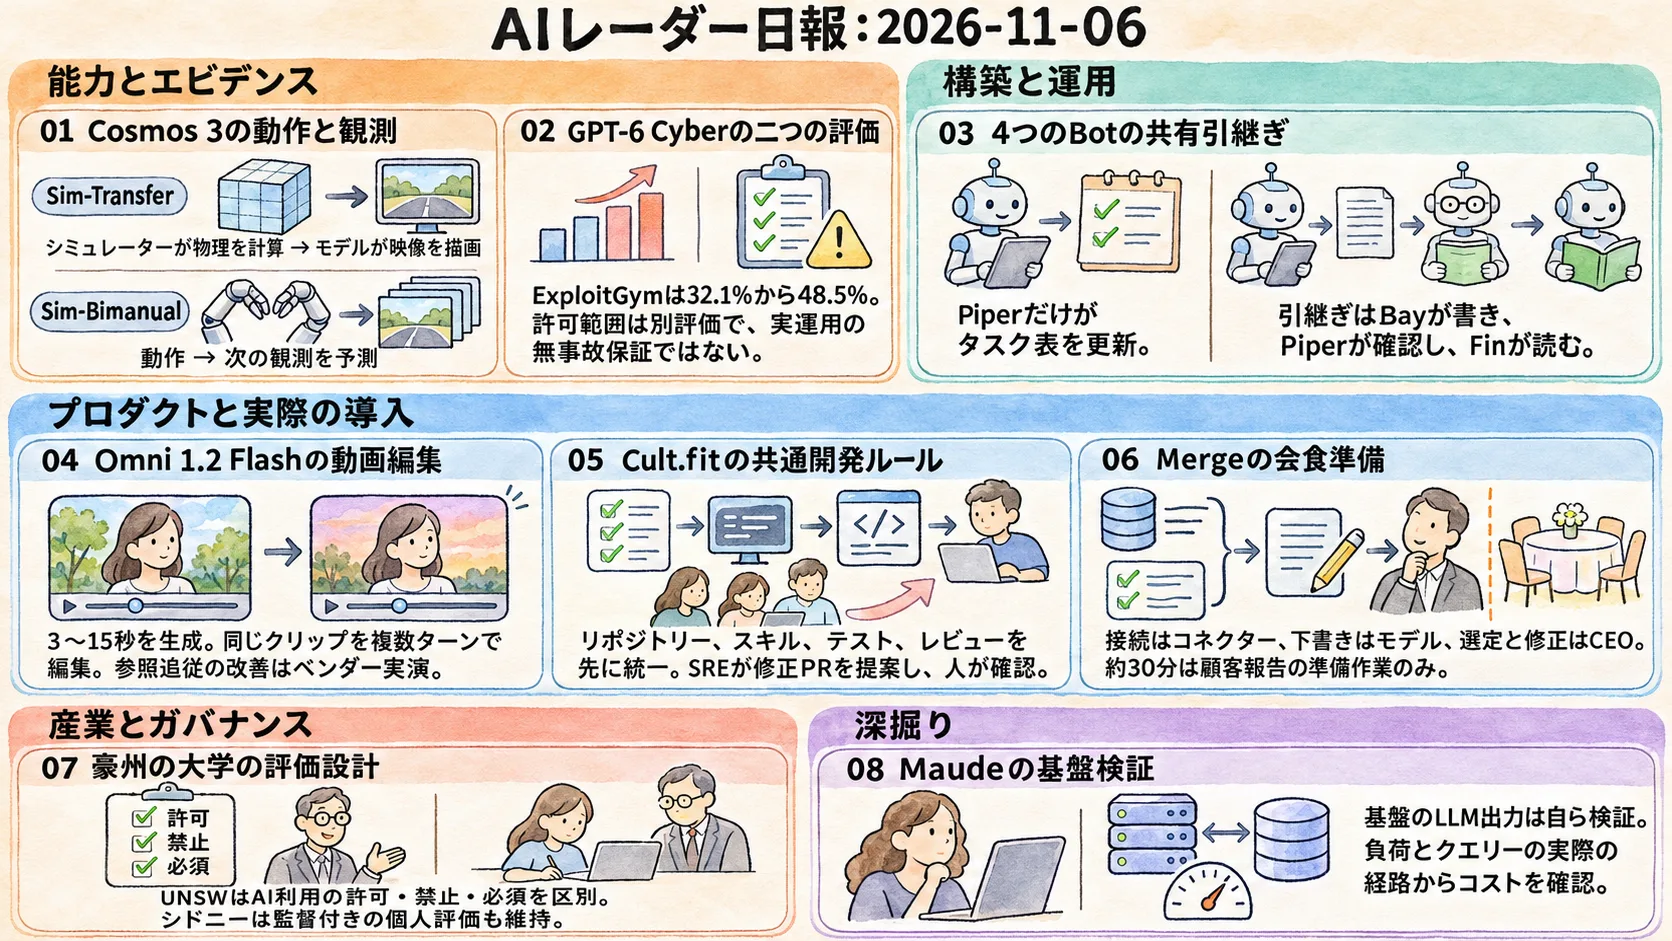 AIレーダー日報：2026-11-06
能力とエビデンス
01 Cosmos 3の動作と観測
Sim-Transfer
シミュレーターが物理を計算 → モデルが映像を描画
Sim-Bimanual
動作 → 次の観測を予測
02 GPT-6 Cyberの二つの評価
ExploitGymは32.1%から48.5%。
許可範囲は別評価で、実運用の
無事故保証ではない。
構築と運用
03 4つのBotの共有引継ぎ
Piperだけが
タスク表を更新。
引継ぎはBayが書き、
Piperが確認し、Finが読む。
プロダクトと実際の導入
04 Omni 1.2 Flashの動画編集
3～15秒を生成。同じクリップを複数ターンで
編集。参照追従の改善はベンダー実演。
05 Cult.fitの共通開発ルール
</>
リポジトリー、スキル、テスト、レビューを
先に統一。SREが修正PRを提案し、人が確認。
06 Mergeの会食準備
接続はコネクター、下書きはモデル、選定と修正はCEO。
約30分は顧客報告の準備作業のみ。
産業とガバナンス
07 豪州の大学の評価設計
許可
禁止
必須
UNSWはAI利用の許可・禁止・必須を区別。
シドニーは監督付きの個人評価も維持。
深掘り
08 Maudeの基盤検証
基盤のLLM出力は自ら検証。
負荷とクエリーの実際の
経路からコストを確認。